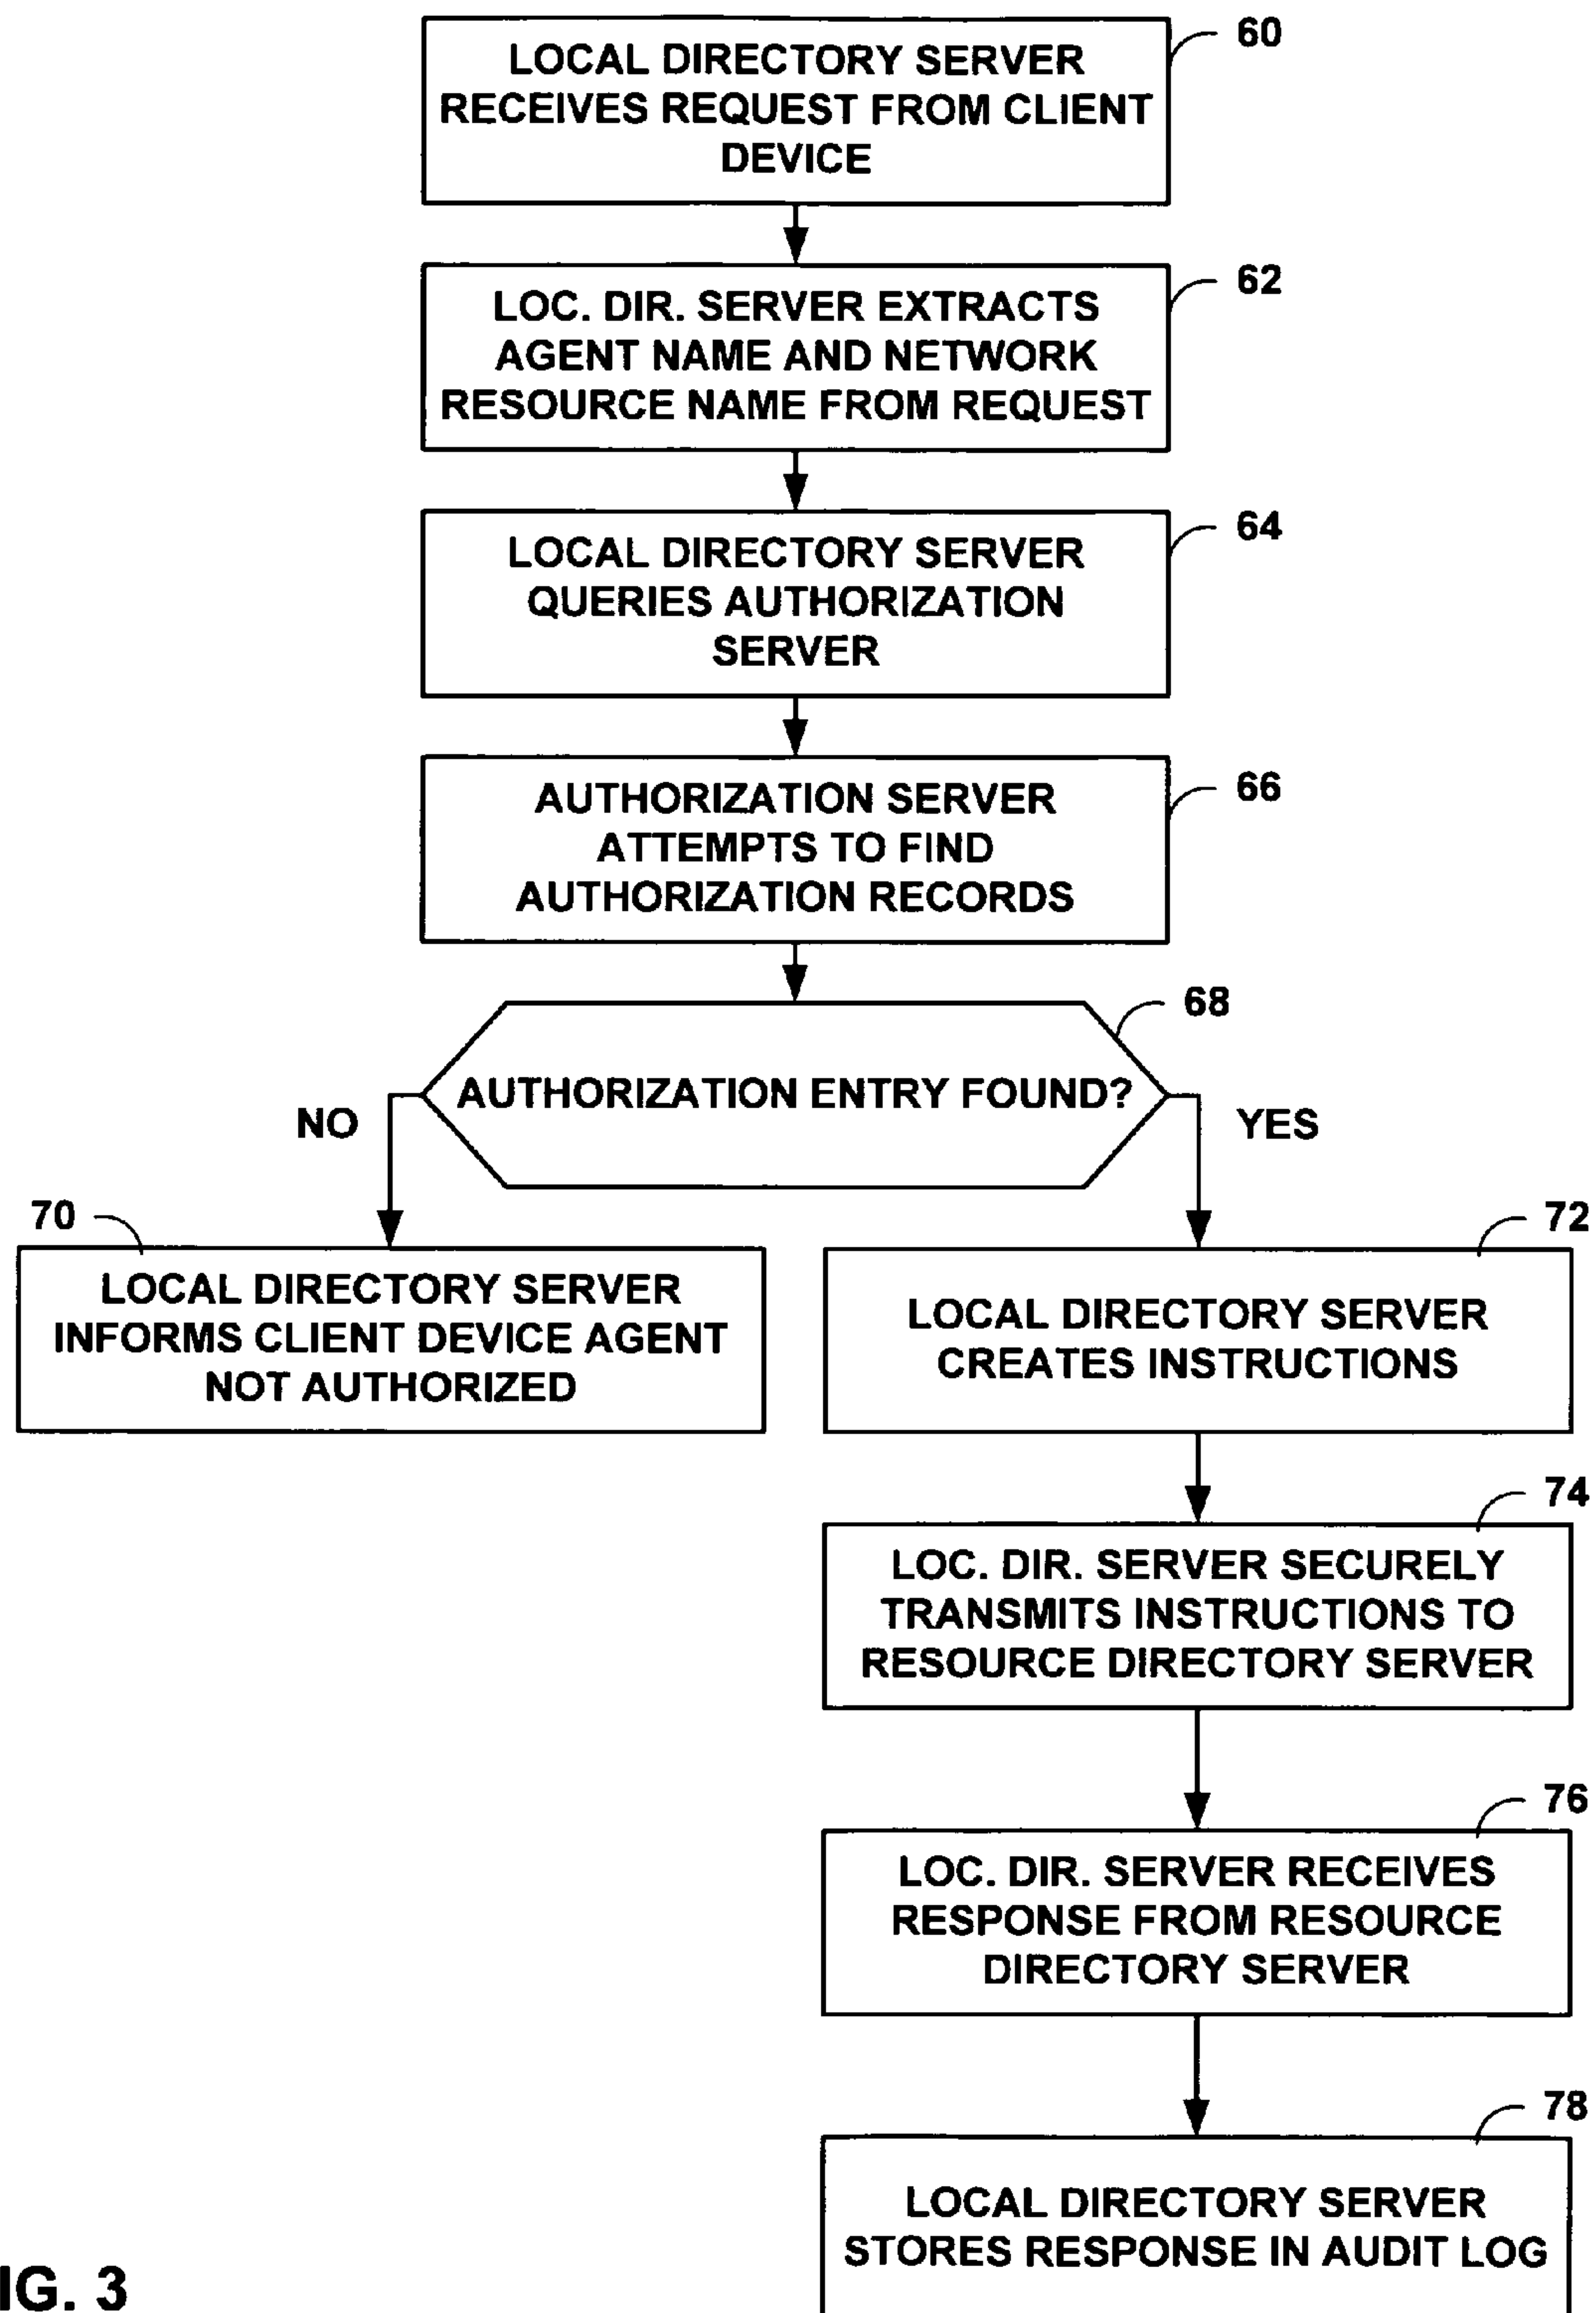 60
LOCAL DIRECTORY SERVER
RECEIVES REQUEST FROM CLIENT
DEVICE
62
LOC. DIR. SERVER EXTRACTS
AGENT NAME AND NETWORK
RESOURCE NAME FROM REQUEST
64
LOCAL DIRECTORY SERVER
QUERIES AUTHORIZATION
SERVER
66
AUTHORIZATION SERVER
ATTEMPTS TO FIND
AUTHORIZATION RECORDS
68
AUTHORIZATION ENTRY FOUND?
NO
YES
70
LOCAL DIRECTORY SERVER
INFORMS CLIENT DEVICE AGENT
NOT AUTHORIZED
72
LOCAL DIRECTORY SERVER
CREATES INSTRUCTIONS
74
LOC. DIR. SERVER SECURELY
TRANSMITS INSTRUCTIONS TO
RESOURCE DIRECTORY SERVER
76
LOC. DIR. SERVER RECEIVES
RESPONSE FROM RESOURCE
DIRECTORY SERVER
78
LOCAL DIRECTORY SERVER
STORES RESPONSE IN AUDIT LOG
IG. 3